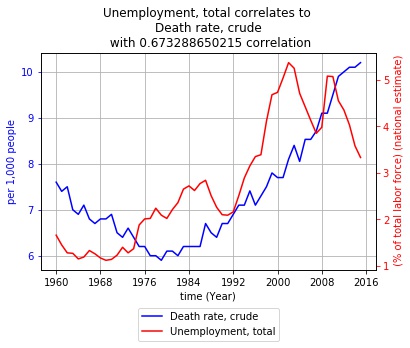 Unemployment, total correlates to
Death rate, crude
with 0.673288650215 correlation
per 1,000 people
10
9
8
7
6
5
4
3
2
1
(% of total labor force) (national estimate)
1960 1968 1976 1984 1992 2000 2008 2016
time (Year)
Death rate, crude
Unemployment, total